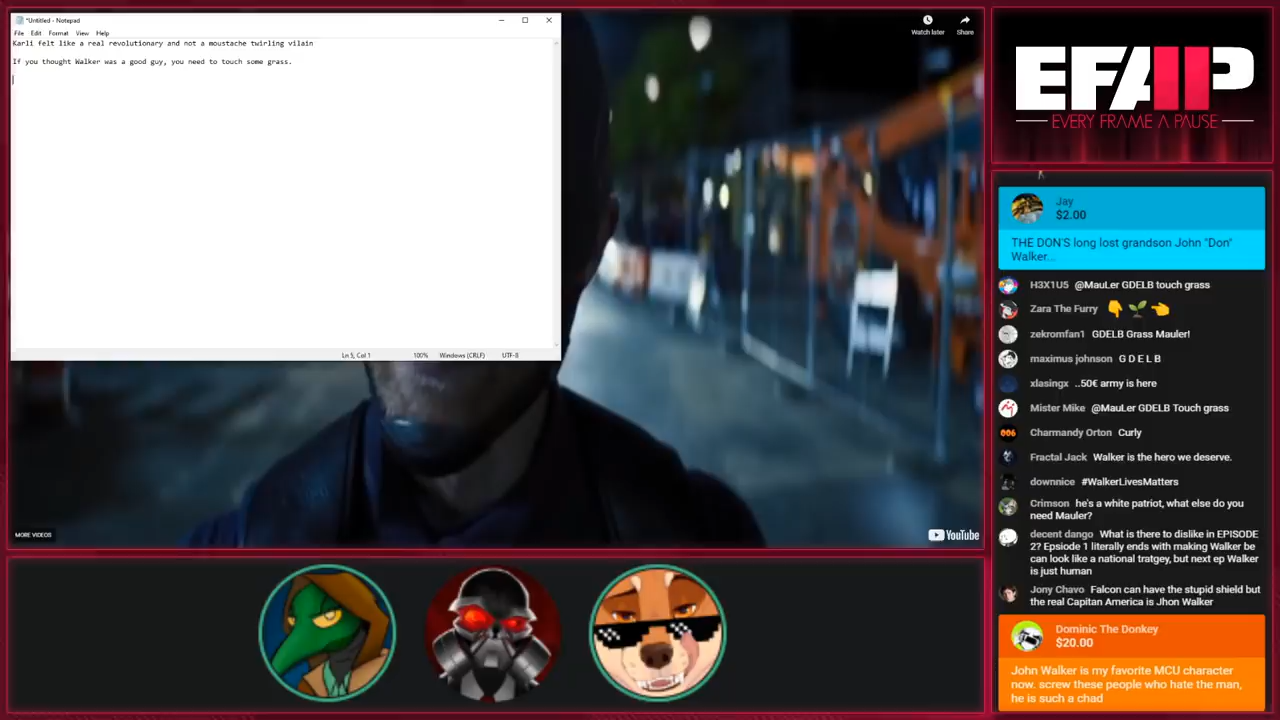 *Untitled - Notepad
File Edit Format View Help
Karli felt like a real revolutionary and not a moustache twirling vilain
If you thought Walker was a good guy, you need to touch some grass.
Ln 5, Col 1 100% Windows (CRLF) UTF-8
Watch later
Share
MORE VIDEOS
YouTube
EFAP
EVERY FRAME A PAUSE
Jay
$2.00
THE DON'S long lost grandson John "Don"
Walker...
H3X1U5 @MauLer GDELB touch grass
Zara The Furry 👇 🌱 👈
zekromfan1 GDELB Grass Mauler!
maximus johnson G D E L B
xlasingx ..50€ army is here
Mister Mike @MauLer GDELB Touch grass
006
Charmandy Orton Curly
Fractal Jack Walker is the hero we deserve.
downnice #WalkerLivesMatters
Crimson he's a white patriot, what else do you
need Mauler?
decent dango What is there to dislike in EPISODE
2? Epsiode 1 literally ends with making Walker be
can look like a national tratgey, but next ep Walker
is just human
Jony Chavo Falcon can have the stupid shield but
the real Capitan America is Jhon Walker
Dominic The Donkey
$20.00
John Walker is my favorite MCU character
now. screw these people who hate the man,
he is such a chad